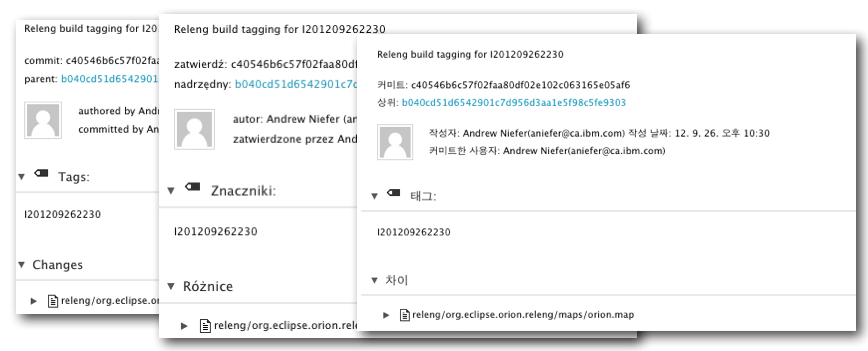 Releng build tagging for I20
commit: c40546b6c57f02faa
parent: b040cd51d6542901
authored by Andr
committed by An
Tags:
I201209262230
Changes
releng/org.eclipse.or
Releng build tagging for I201209262230
zatwierdź: c40546b6c57f02faa80df
nadrzędny: b040cd51d6542901c7d
autor: Andrew Niefer (an
zatwierdzone przez And
Znaczniki:
I201209262230
Różnice
releng/org.eclipse.orion.rele
Releng build tagging for I201209262230
커미트: c40546b6c57f02faa80df02e102c063165e05af6
상위: b040cd51d6542901c7d956d3aa1e5f98c5fe9303
작성자: Andrew Niefer(aniefer@ca.ibm.com) 작성 날짜: 12. 9. 26. 오후 10:30
커미트한 사용자: Andrew Niefer(aniefer@ca.ibm.com)
태그:
I201209262230
차이
releng/org.eclipse.orion.releng/maps/orion.map